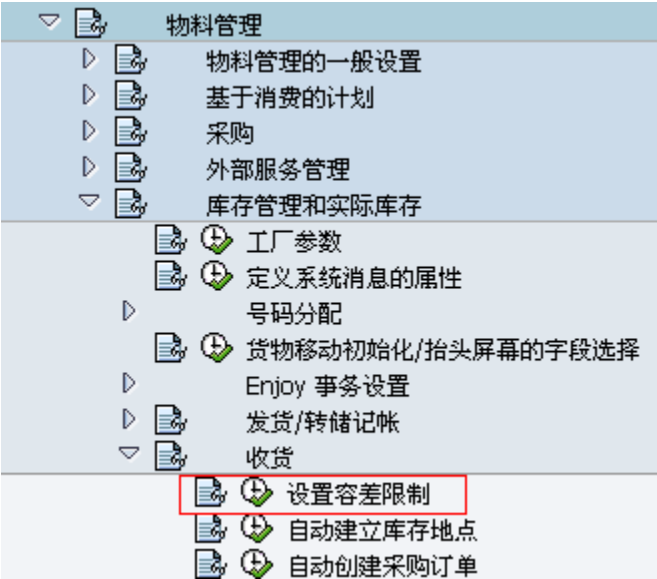 物料管理
物料管理的一般设置
基于消费的计划
采购
外部服务管理
库存管理和实际库存
工厂参数
定义系统消息的属性
号码分配
货物移动初始化/抬头屏幕的字段选择
Enjoy 事务设置
发货/转储记帐
收货
设置容差限制
自动建立库存地点
自动创建采购订单